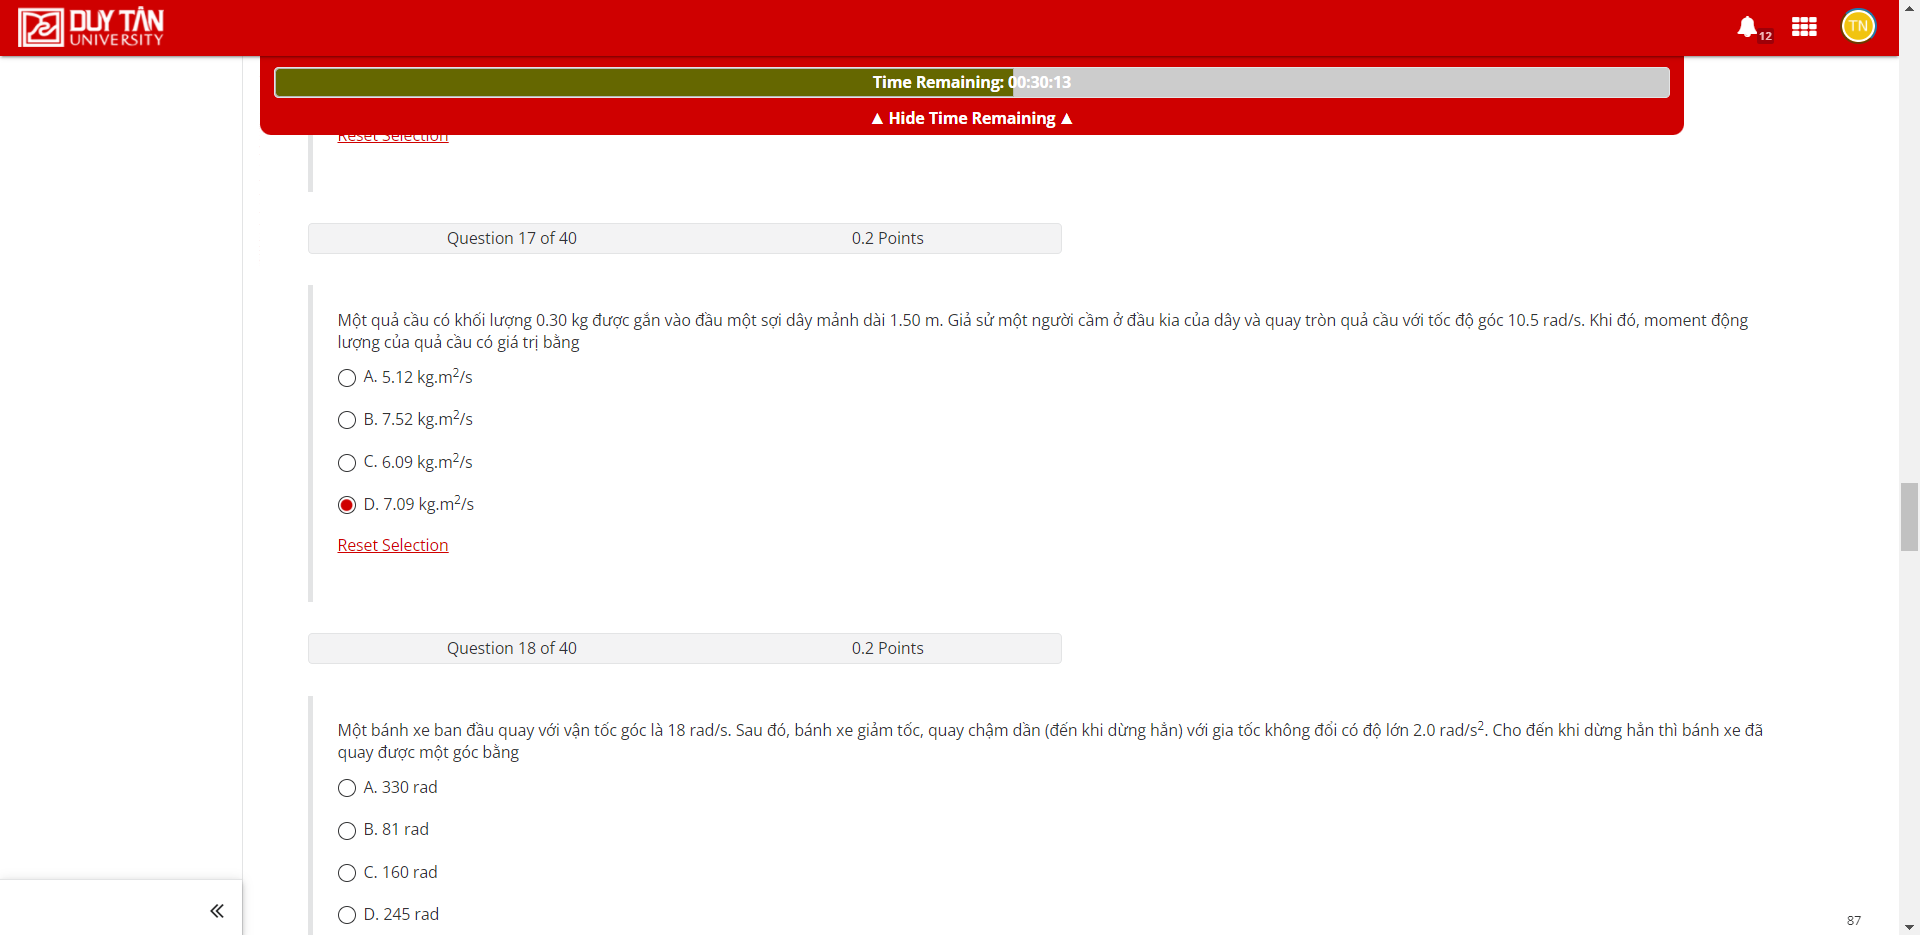 DUY TÂN
UNIVERSITY
12
TN
Time Remaining: 00:30:13
▲ Hide Time Remaining ▲
Reset Selection
Question 17 of 40 0.2 Points
Một quả cầu có khối lượng 0.30 kg được gắn vào đầu một sợi dây mảnh dài 1.50 m. Giả sử một người cầm ở đầu kia của dây và quay tròn quả cầu với tốc độ góc 10.5 rad/s. Khi đó, moment động
lượng của quả cầu có giá trị bằng
A. 5.12 kg.m²/s
B. 7.52 kg.m²/s
C. 6.09 kg.m²/s
D. 7.09 kg.m²/s
Reset Selection
Question 18 of 40 0.2 Points
Một bánh xe ban đầu quay với vận tốc góc là 18 rad/s. Sau đó, bánh xe giảm tốc, quay chậm dần (đến khi dừng hẳn) với gia tốc không đổi có độ lớn 2.0 rad/s². Cho đến khi dừng hẳn thì bánh xe đã
quay được một góc bằng
A. 330 rad
B. 81 rad
C. 160 rad
D. 245 rad
87